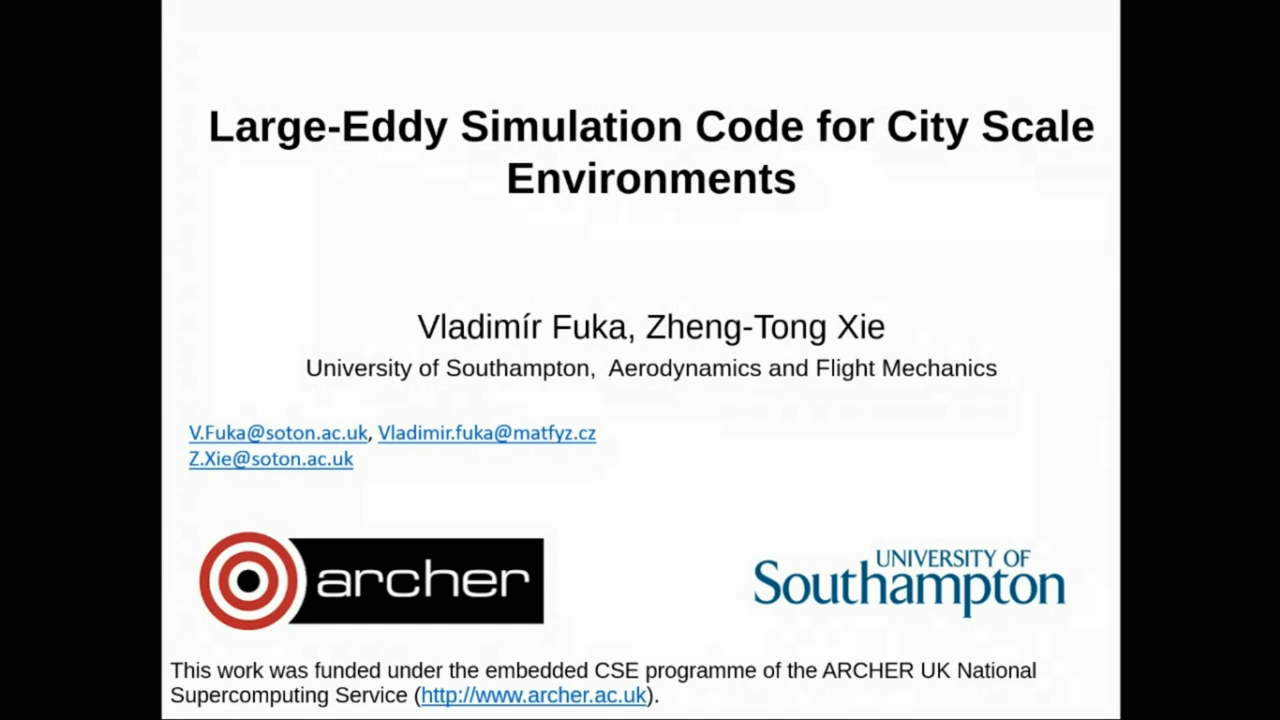 Large-Eddy Simulation Code for City Scale
Environments
Vladimír Fuka, Zheng-Tong Xie
University of Southampton,  Aerodynamics and Flight Mechanics
V.Fuka@soton.ac.uk, Vladimir.fuka@matfyz.cz
Z.Xie@soton.ac.uk
archer
UNIVERSITY OF
Southampton
This work was funded under the embedded CSE programme of the ARCHER UK National
Supercomputing Service (http://www.archer.ac.uk).